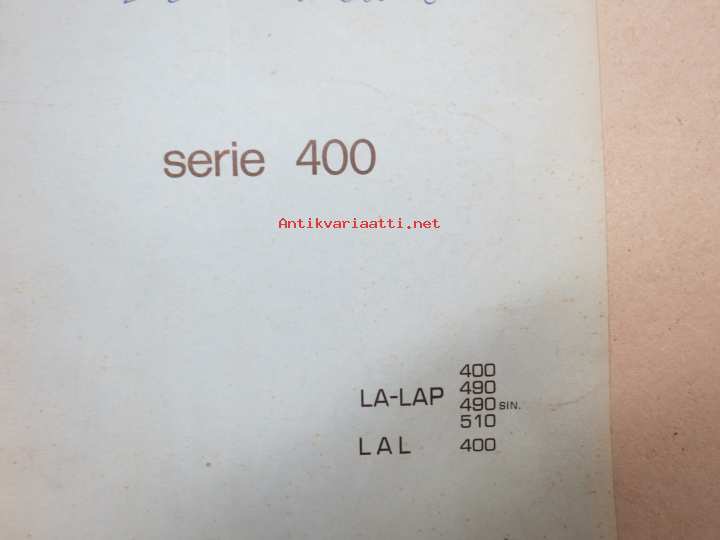 serie 400
Antikvariaatti.net
LA-LAP 400
490
490 SIN.
510
LAL 400